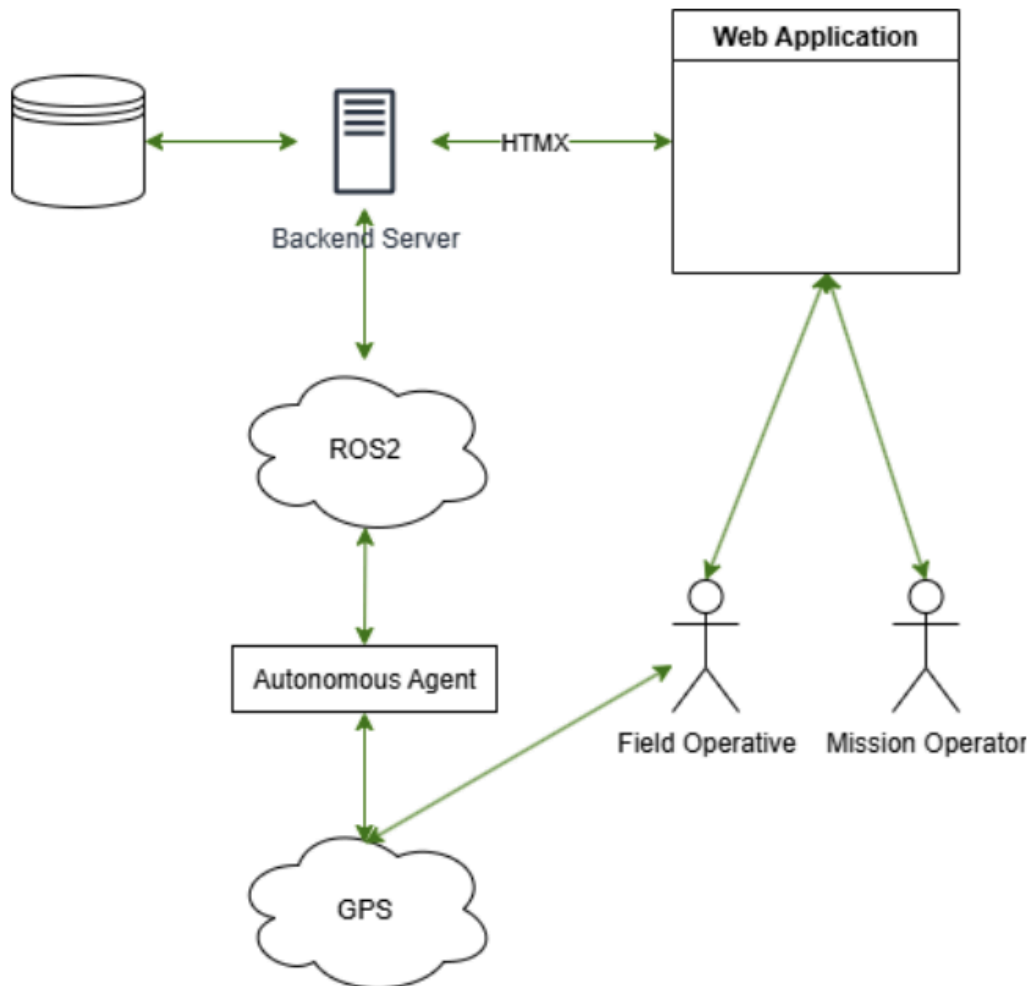 Web Application
HTMX
Backend Server
ROS2
Autonomous Agent
Field Operative
Mission Operator
GPS